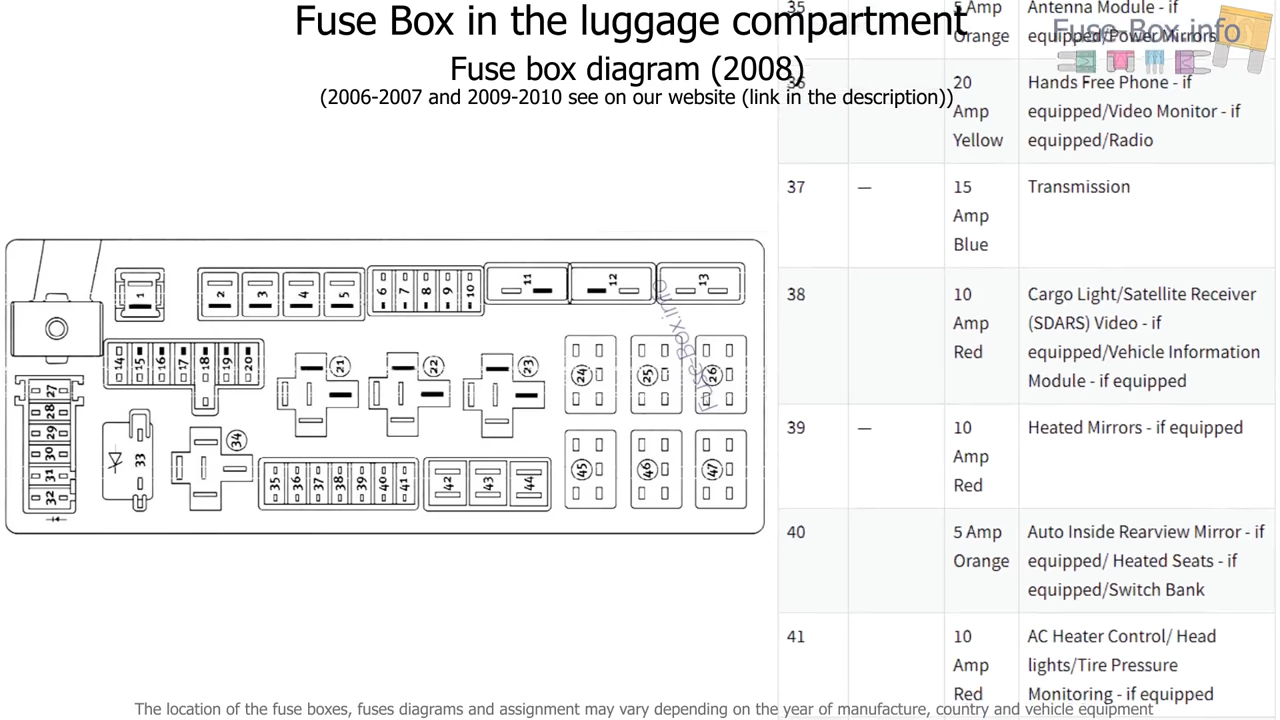 Fuse Box in the luggage compartment
Fuse box diagram (2008)
(2006-2007 and 2009-2010 see on our website (link in the description))
Fuse-Box.info
35 5 Amp Antenna Module - if
Orange equipped/Power Mirrors
36 20 Hands Free Phone - if
Amp equipped/Video Monitor - if
Yellow equipped/Radio
37 — 15 Transmission
Amp
Blue
38 10 Cargo Light/Satellite Receiver
Amp (SDARS) Video - if
Red equipped/Vehicle Information
Module - if equipped
39 — 10 Heated Mirrors - if equipped
Amp
Red
40 5 Amp Auto Inside Rearview Mirror - if
Orange equipped/ Heated Seats - if
equipped/Switch Bank
41 10 AC Heater Control/ Head
Amp lights/Tire Pressure
Red Monitoring - if equipped
1 2 3 4 5 6 7 8 9 10 11 12 13
14 15 16 17 18 19 20 21 22 23 24 25 26
27
28
29
30
31
32
33 34
35 36 37 38 39 40 41 42 43 44 45 46 47
Fuse-Box.info
The location of the fuse boxes, fuses diagrams and assignment may vary depending on the year of manufacture, country and vehicle equipment